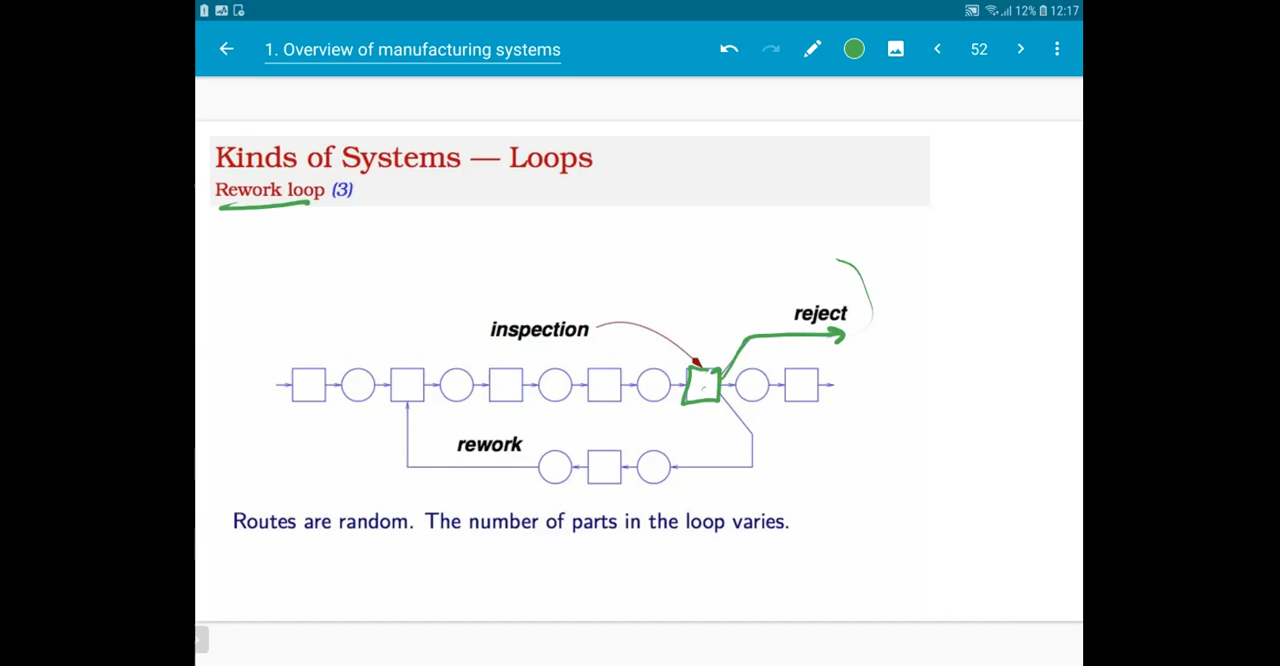 12% 12:17
1. Overview of manufacturing systems
52
Kinds of Systems — Loops
Rework loop (3)
reject
inspection
rework
Routes are random. The number of parts in the loop varies.